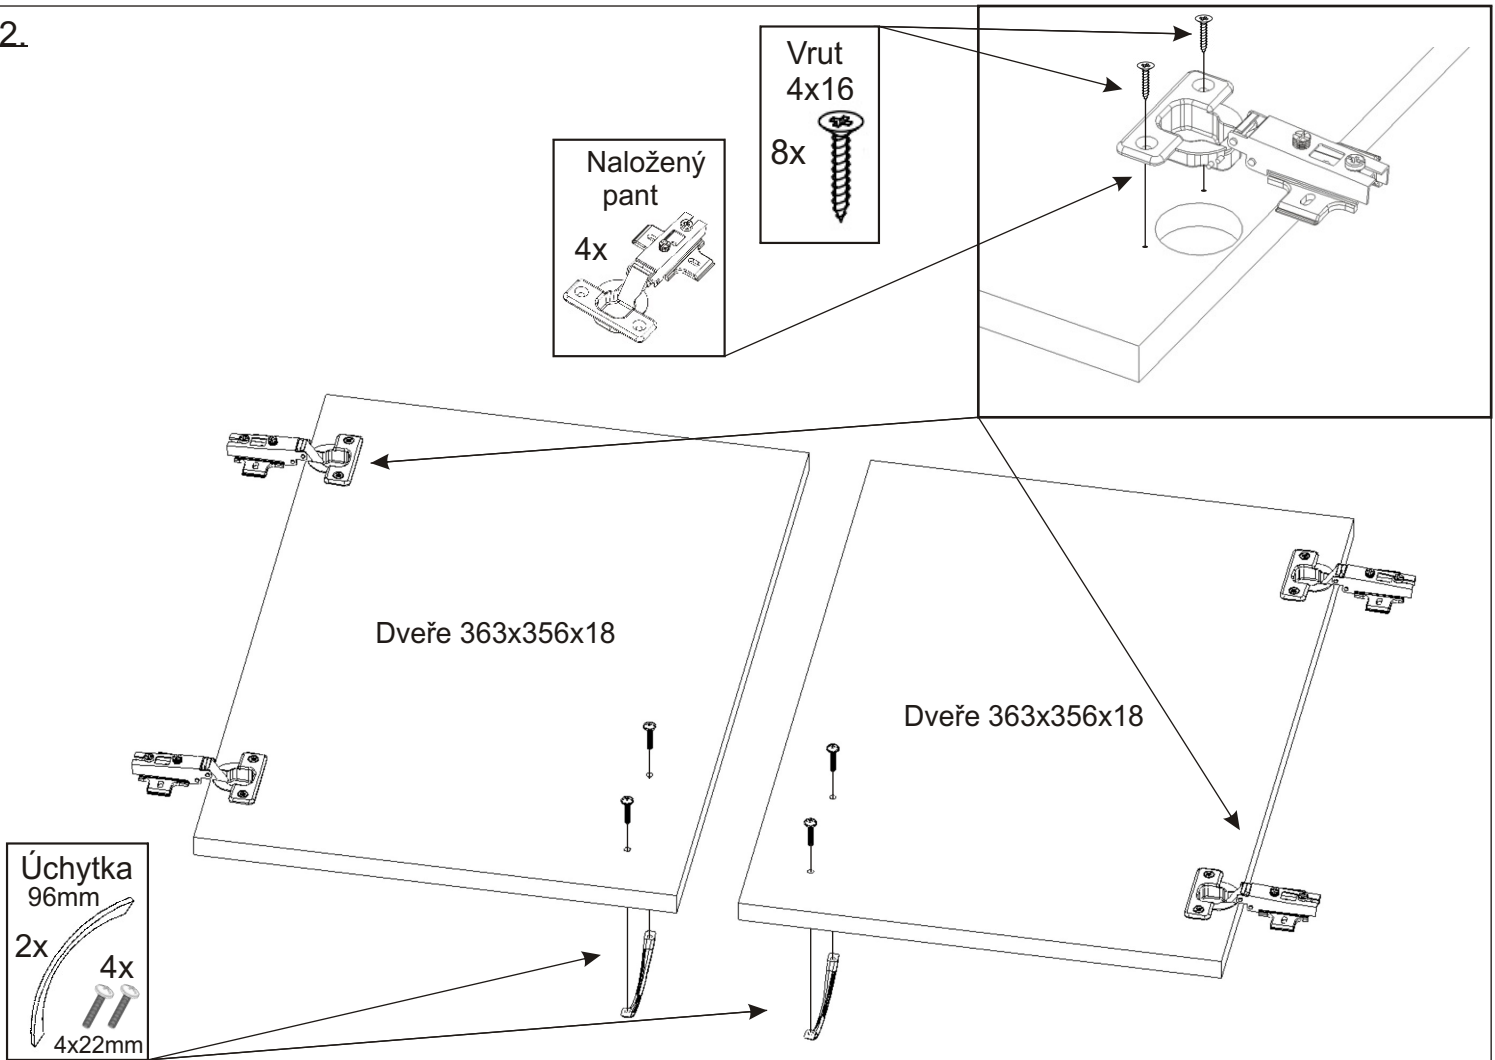 2.
Vrut
4x16
8x
Naložený
pant
4x
Dveře 363x356x18
Dveře 363x356x18
Úchytka
96mm
2x
4x
4x22mm